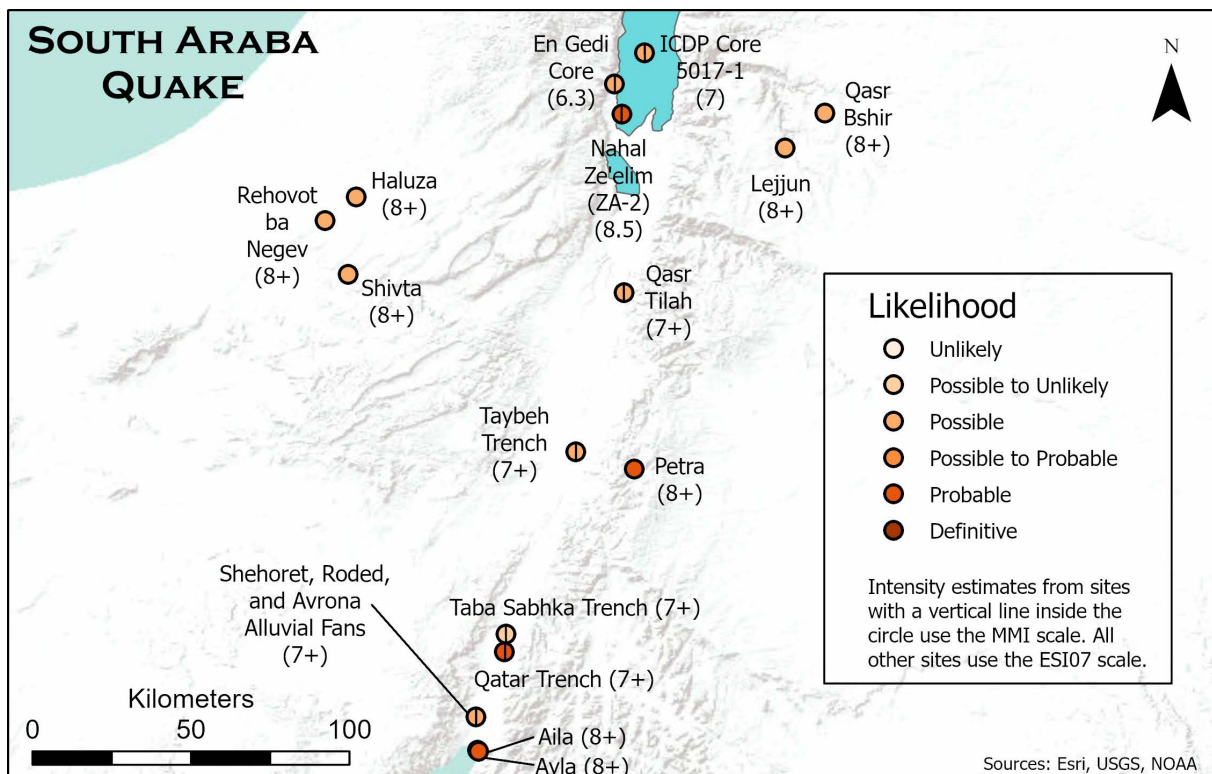 SOUTH ARABA
QUAKE
En Gedi
Core
(6.3)
ICDP Core
5017-1
(7)
N
Qasr
Bshir
(8+)
Nahal
Ze'elim
(ZA-2)
(8.5)
Lejjun
(8+)
Haluza
(8+)
Rehovot
ba
Negev
(8+)
Shivta
(8+)
Qasr
Tilah
(7+)
Taybeh
Trench
(7+)
Petra
(8+)
Shehoret, Roded,
and Avrona
Alluvial Fans
(7+)
Taba Sabhka Trench (7+)
Qatar Trench (7+)
Aila (8+)
Ayla (8+)
Likelihood
Unlikely
Possible to Unlikely
Possible
Possible to Probable
Probable
Definitive
Intensity estimates from sites
with a vertical line inside the
circle use the MMI scale. All
other sites use the ESI07 scale.
Kilometers
0 50 100
Sources: Esri, USGS, NOAA